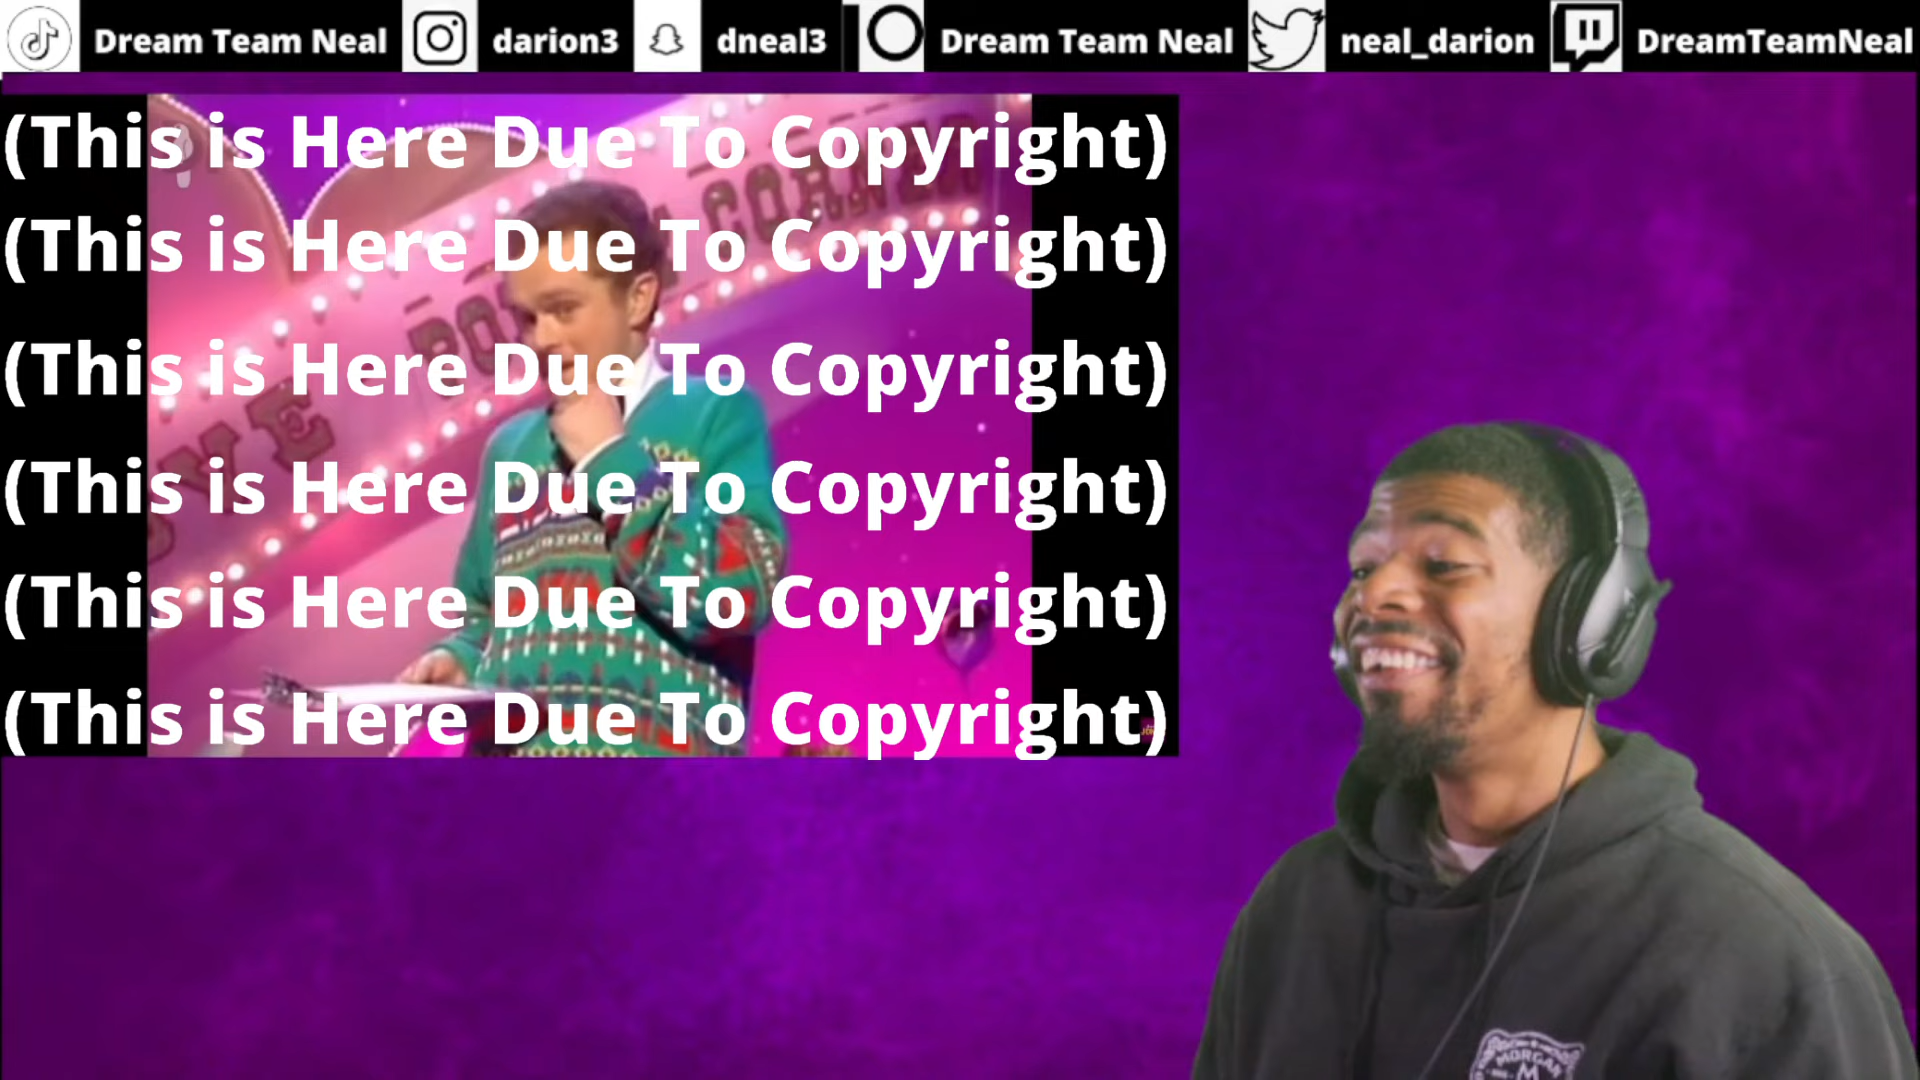 Dream Team Neal darion3 dneal3 Dream Team Neal neal_darion DreamTeamNeal
(This is Here Due To Copyright)
(This is Here Due To Copyright)
(This is Here Due To Copyright)
(This is Here Due To Copyright)
(This is Here Due To Copyright)
(This is Here Due To Copyright)
CORNER
MORGAN
M